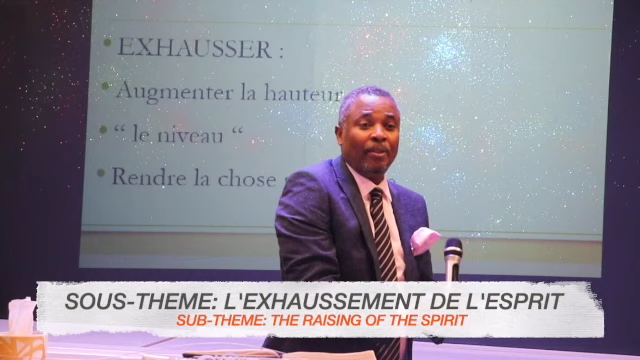 EXHAUSSER :
Augmenter la hauteur
“ le niveau “
Rendre la chose
SOUS-THEME: L'EXHAUSSEMENT DE L'ESPRIT
SUB-THEME: THE RAISING OF THE SPIRIT